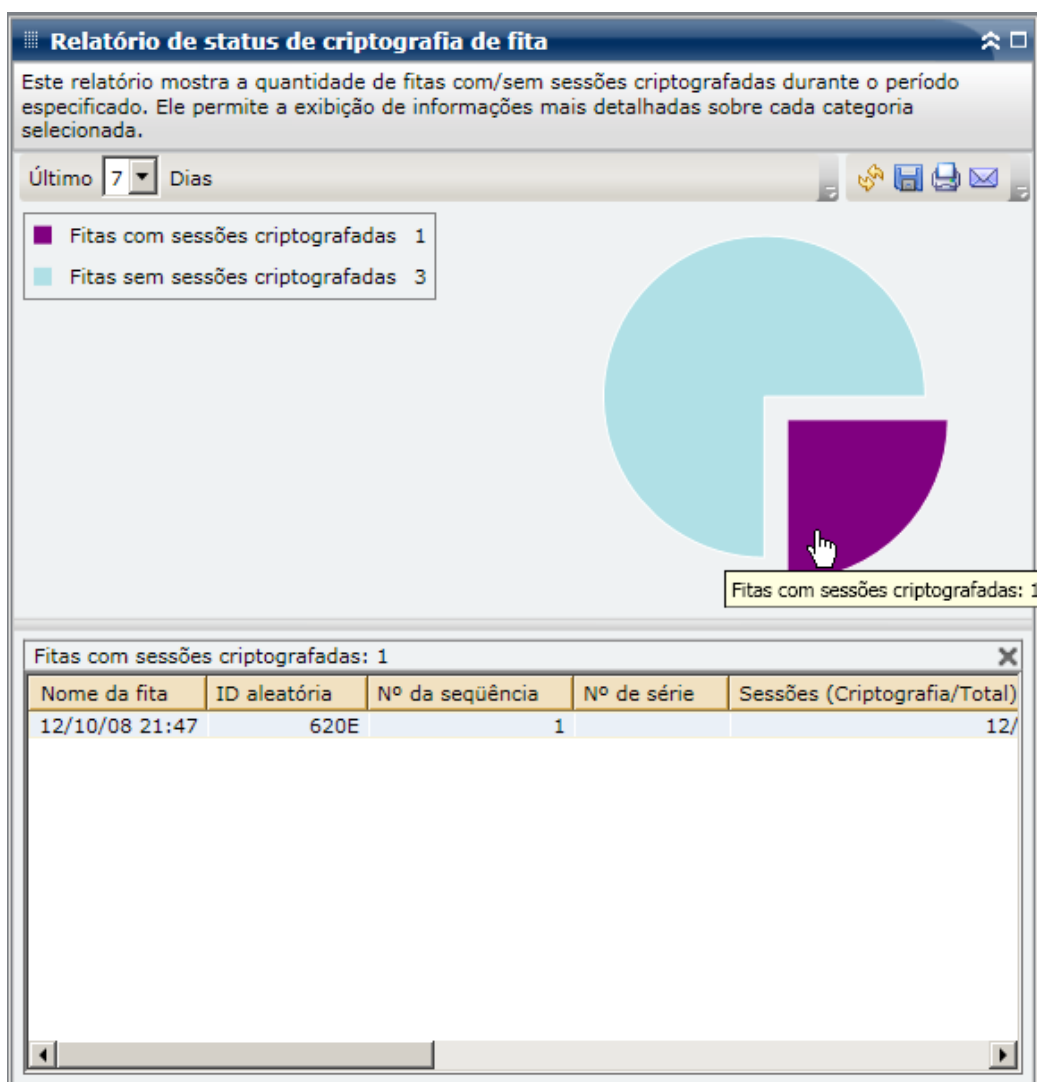 Relatório de status de criptografia de fita
Este relatório mostra a quantidade de fitas com/sem sessões criptografadas durante o período
especificado. Ele permite a exibição de informações mais detalhadas sobre cada categoria
selecionada.
Último 7 Dias
Fitas com sessões criptografadas 1
Fitas sem sessões criptografadas 3
Fitas com sessões criptografadas: 1
Fitas com sessões criptografadas: 1
Nome da fita ID aleatória Nº da seqüência Nº de série Sessões (Criptografia/Total)
12/10/08 21:47 620E 1 12/